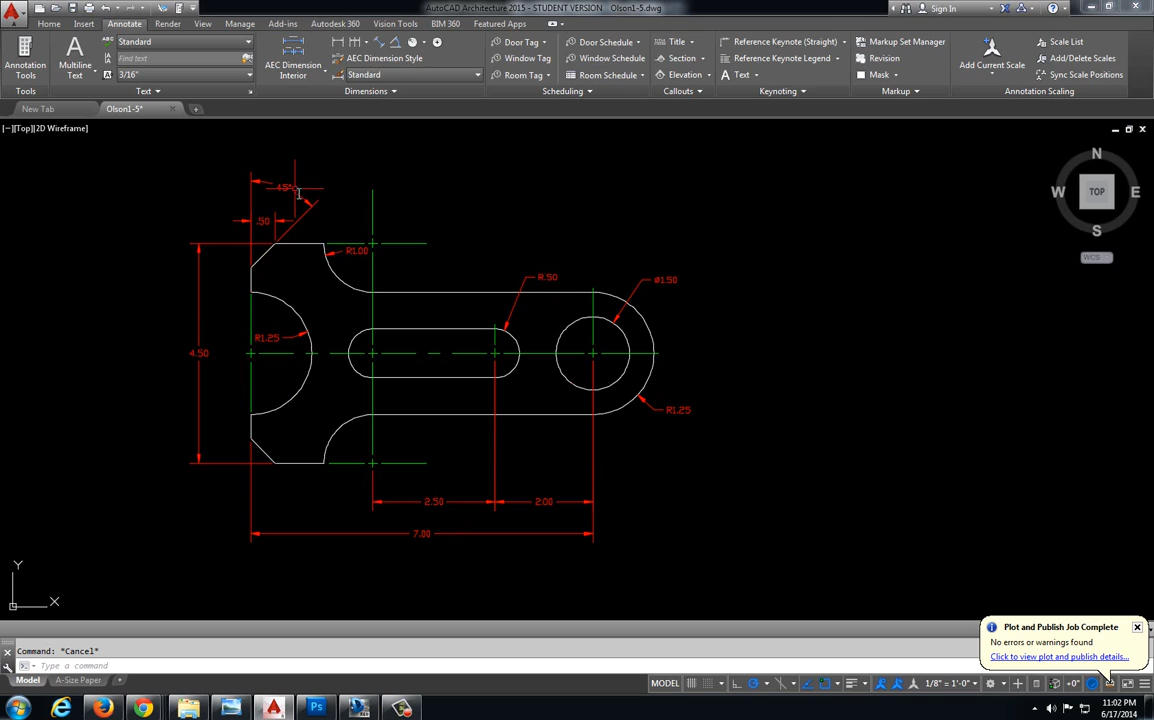 AutoCAD Architecture 2015 - STUDENT VERSION Olson1-5.dwg
Sign In
Home Insert Annotate Render View Manage Add-ins Autodesk 360 Vision Tools BIM 360 Featured Apps
Annotation
Tools
Tools
Multiline
Text
Standard
3/16"
Text
AEC Dimension
Interior
AEC Dimension Style
Standard
Dimensions
Door Tag
Window Tag
Room Tag
Door Schedule
Window Schedule
Room Schedule
Scheduling
Title
Section
Elevation
Callouts
Reference Keynote (Straight)
Reference Keynote Legend
Text
Keynoting
Markup Set Manager
Revision
Mask
Markup
Add Current Scale
Scale List
Add/Delete Scales
Sync Scale Positions
Annotation Scaling
New Tab
Olson1-5*
[−][Top][2D Wireframe]
N
W TOP E
S
WCS
45°
.50
R1.00
R.50
Ø1.50
R1.25
4.50
R1.25
2.50
2.00
7.00
Y
X
Plot and Publish Job Complete
No errors or warnings found
Click to view plot and publish details...
Command: *Cancel*
Type a command
Model A-Size Paper +
MODEL
1/8" = 1'-0"
+0"
11:02 PM
6/17/2014